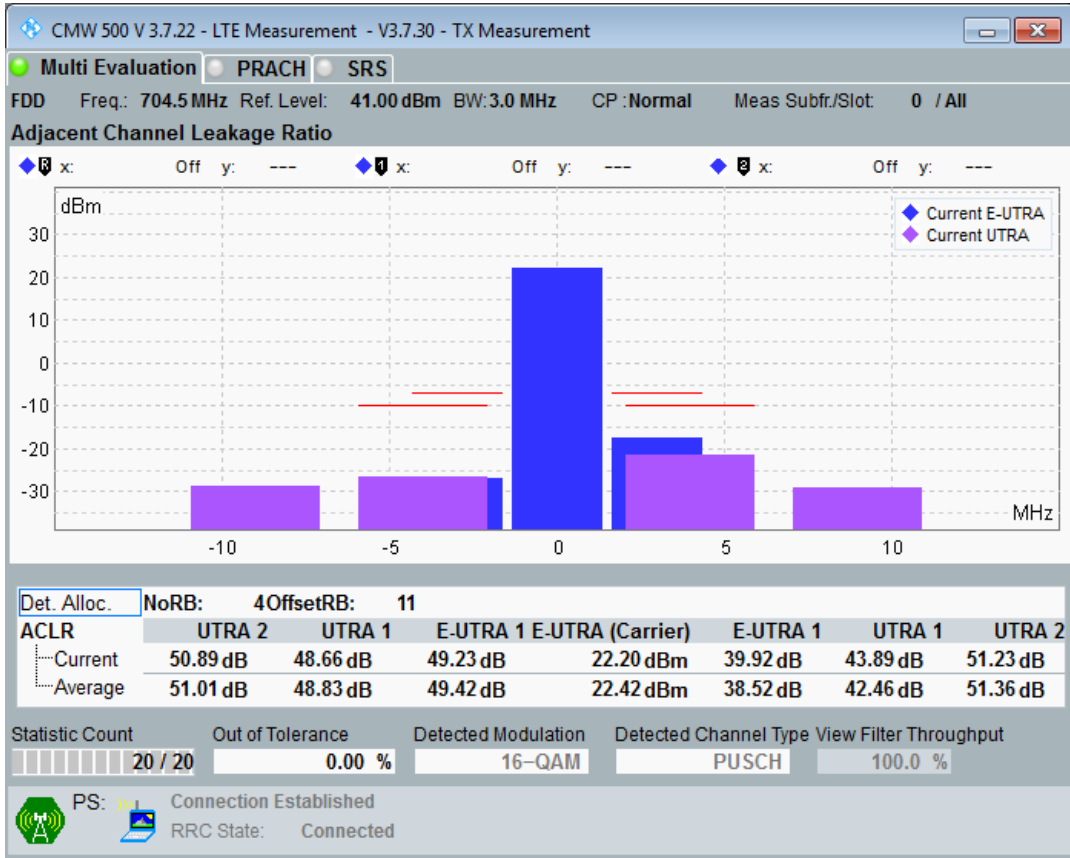 CMW 500 V 3.7.22 - LTE Measurement - V3.7.30 - TX Measurement
Multi Evaluation PRACH SRS
FDD Freq.: 704.5 MHz Ref. Level: 41.00 dBm BW: 3.0 MHz CP : Normal Meas Subfr./Slot: 0 / All
Adjacent Channel Leakage Ratio
R x: Off y: --- 1 x: Off y: --- 2 x: Off y: ---
dBm
Current E-UTRA
Current UTRA
30
20
10
0
-10
-20
-30
MHz
-10 -5 0 5 10
Det. Alloc. NoRB: 4 OffsetRB: 11
ACLR UTRA 2 UTRA 1 E-UTRA 1 E-UTRA (Carrier) E-UTRA 1 UTRA 1 UTRA 2
Current 50.89 dB 48.66 dB 49.23 dB 22.20 dBm 39.92 dB 43.89 dB 51.23 dB
Average 51.01 dB 48.83 dB 49.42 dB 22.42 dBm 38.52 dB 42.46 dB 51.36 dB
Statistic Count Out of Tolerance Detected Modulation Detected Channel Type View Filter Throughput
20 / 20 0.00 % 16-QAM PUSCH 100.0 %
PS: Connection Established
RRC State: Connected